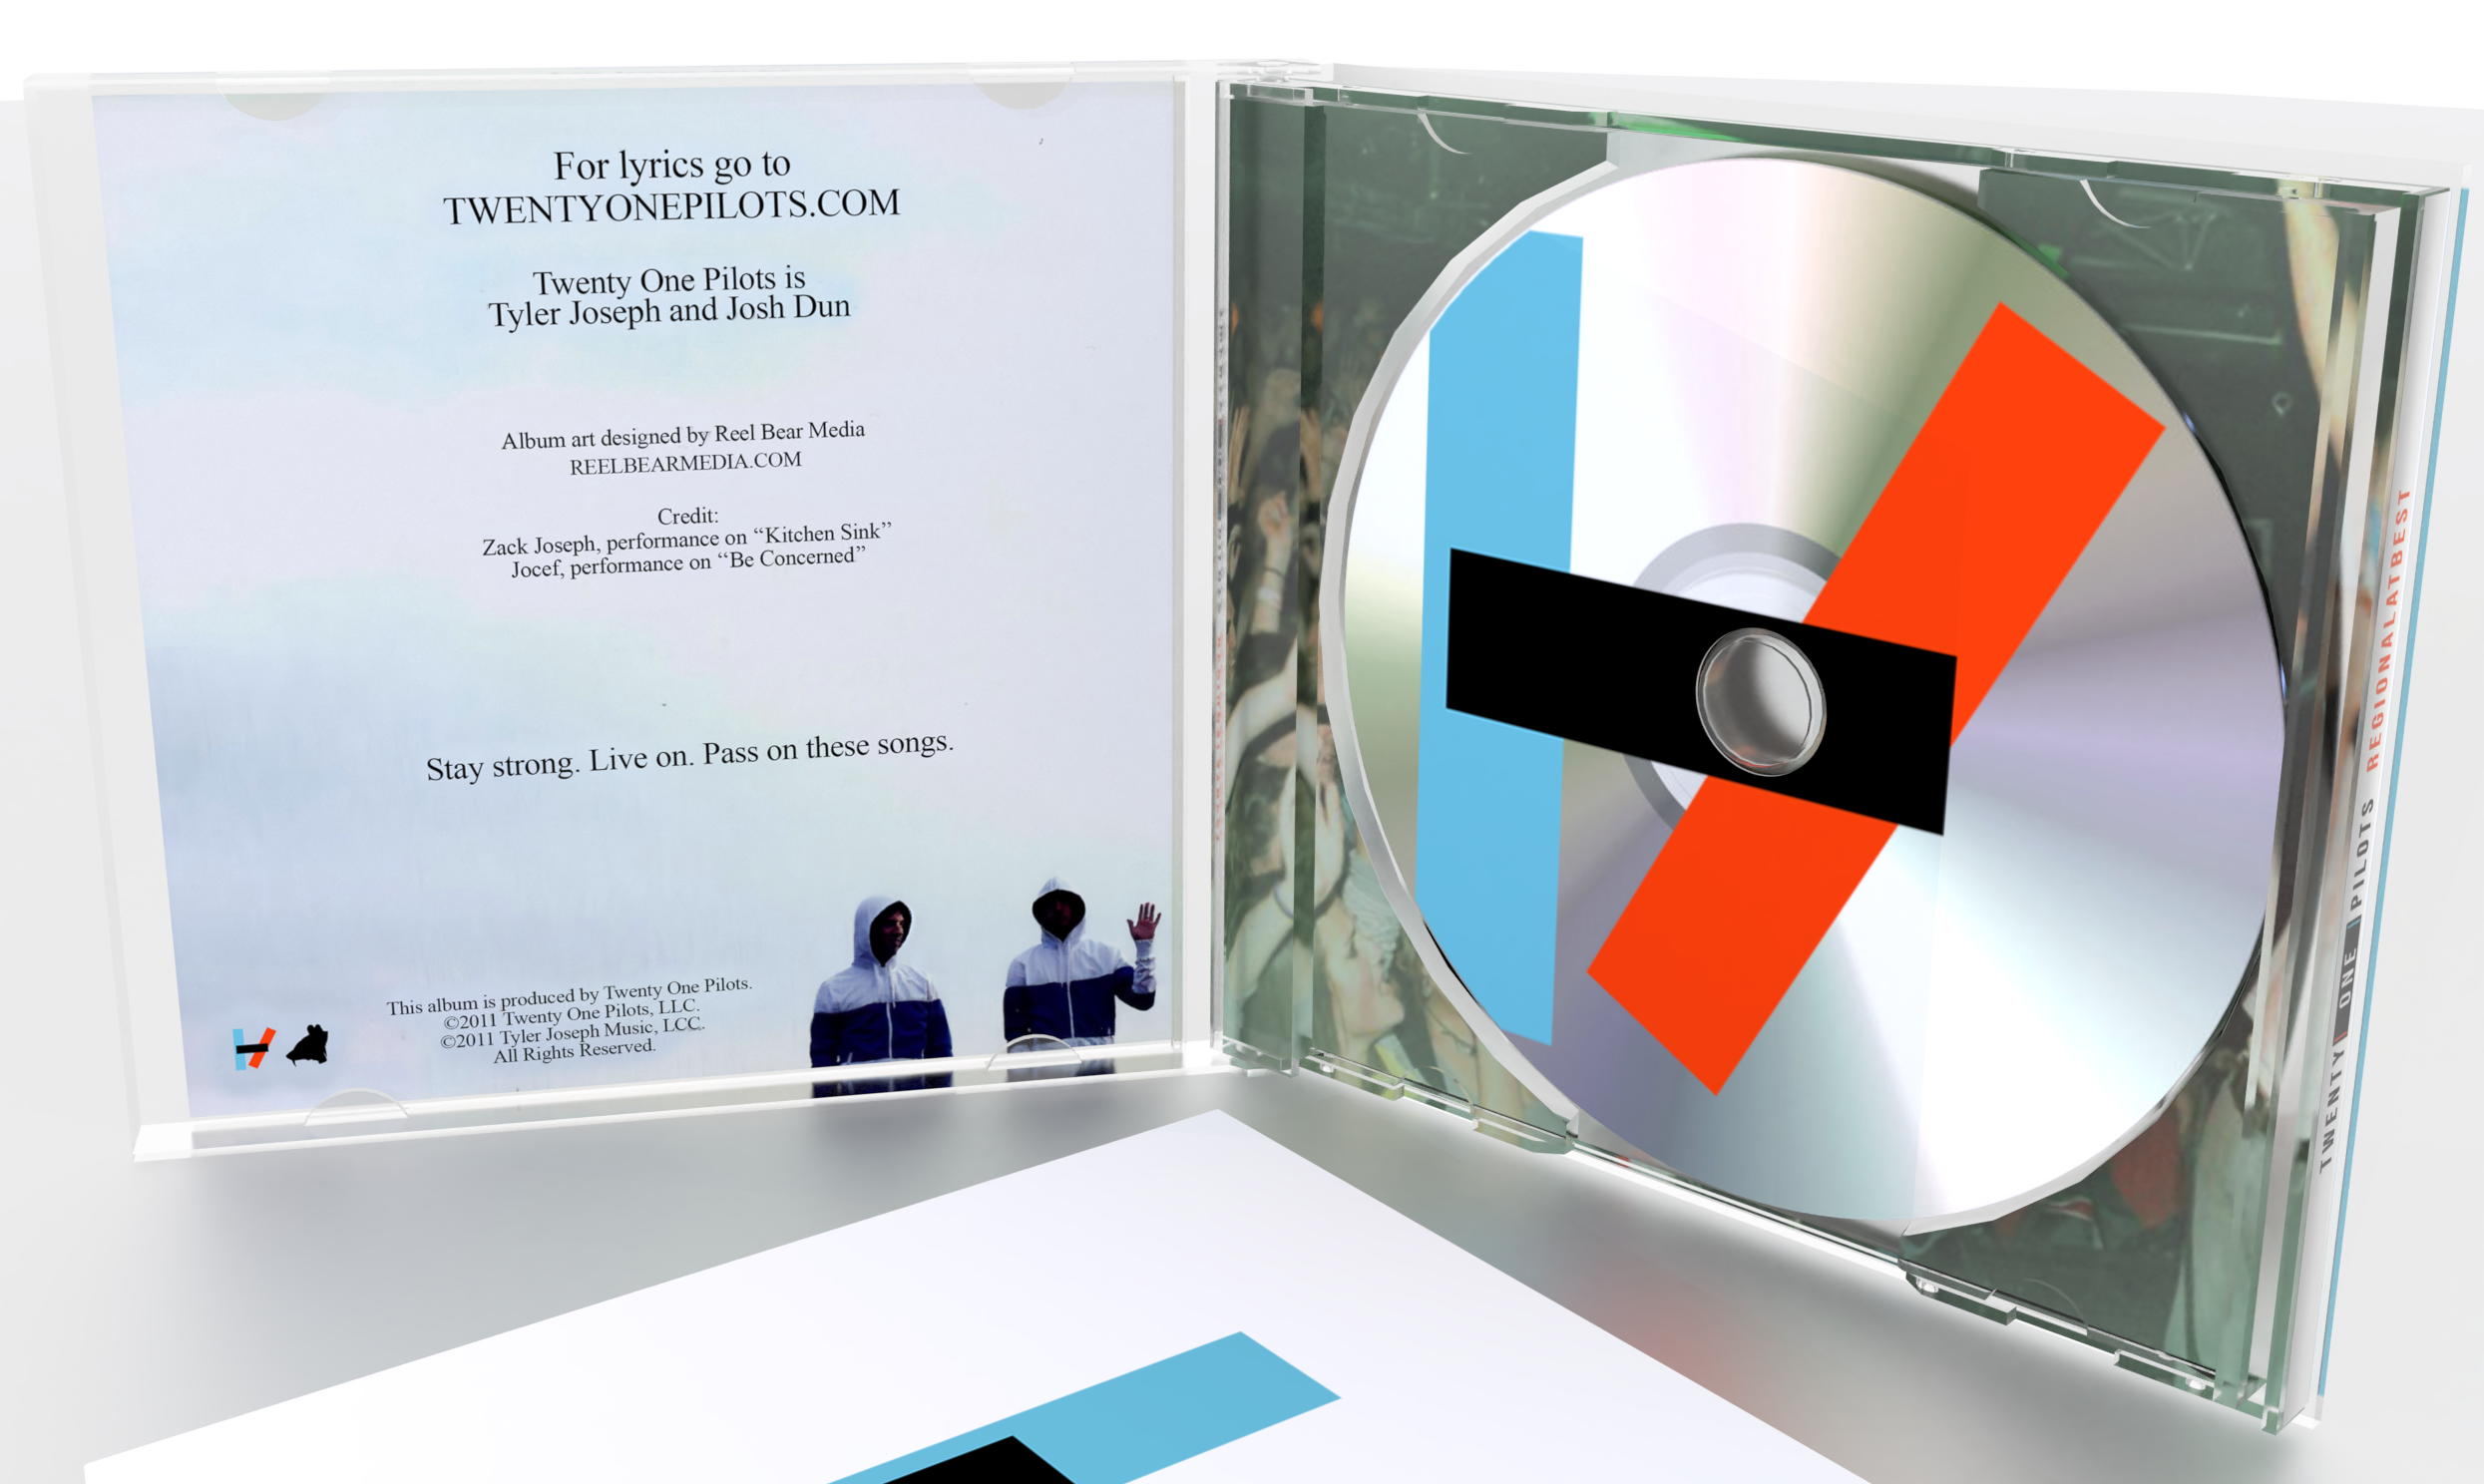 For lyrics go to
TWENTYONEPILOTS.COM
Twenty One Pilots is
Tyler Joseph and Josh Dun
Album art designed by Reel Bear Media
REELBEARMEDIA.COM
Credit:
Zack Joseph, performance on “Kitchen Sink”
Jocef, performance on “Be Concerned”
Stay strong. Live on. Pass on these songs.
This album is produced by Twenty One Pilots.
©2011 Twenty One Pilots, LLC.
©2011 Tyler Joseph Music, LCC.
All Rights Reserved.
TWENTY | ONE | PILOTS REGIONALATBEST